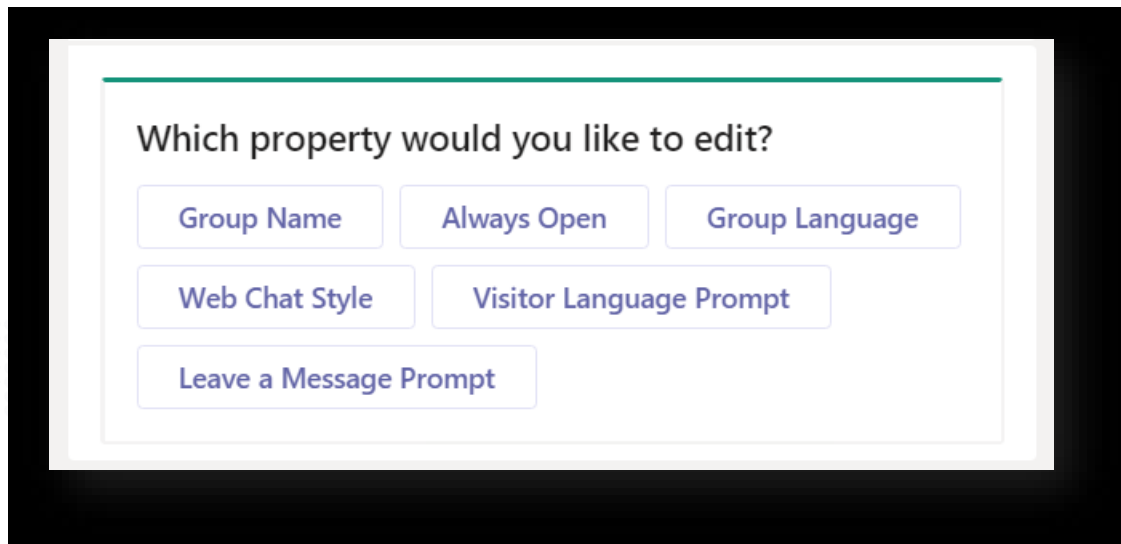 Which property would you like to edit?
Group Name Always Open Group Language
Web Chat Style Visitor Language Prompt
Leave a Message Prompt